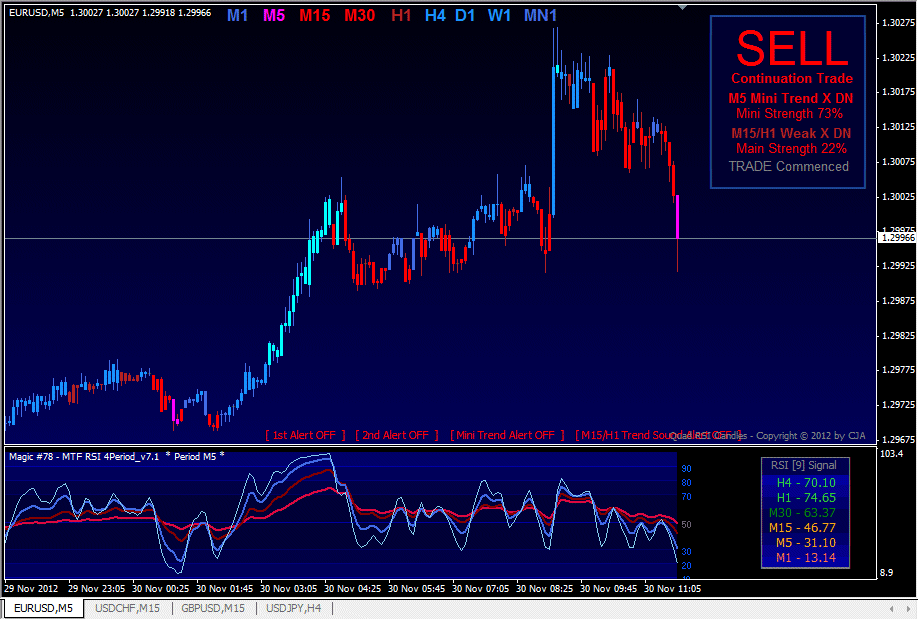 EURUSD,M5 1.30027 1.30027 1.29918 1.29966
M1 M5 M15 M30 H1 H4 D1 W1 MN1
SELL
Continuation Trade
M5 Mini Trend X DN
Mini Strength 73%
M15/H1 Weak X DN
Main Strength 22%
TRADE Commenced
1.30275
1.30225
1.30175
1.30125
1.30075
1.30025
1.29975
1.29966
1.29925
1.29875
1.29825
1.29775
1.29725
1.29675
[ 1st Alert OFF ] [ 2nd Alert OFF ] [ Mini Trend Alert OFF ] [ M15/H1 Trend Sound Alert OFF ]
Quad RSI Candles - Copyright © 2012 by CJA
Magic #78 - MTF RSI 4Period_v7.1 * Period M5 *
103.4
90
80
70
50
30
20
10
8.9
RSI [9] Signal
H4 - 70.10
H1 - 74.65
M30 - 63.37
M15 - 46.77
M5 - 31.10
M1 - 13.14
29 Nov 2012 29 Nov 23:05 30 Nov 00:25 30 Nov 01:45 30 Nov 03:05 30 Nov 04:25 30 Nov 05:45 30 Nov 07:05 30 Nov 08:25 30 Nov 09:45 30 Nov 11:05
EURUSD,M5 USDCHF,M15 GBPUSD,M15 USDJPY,H4